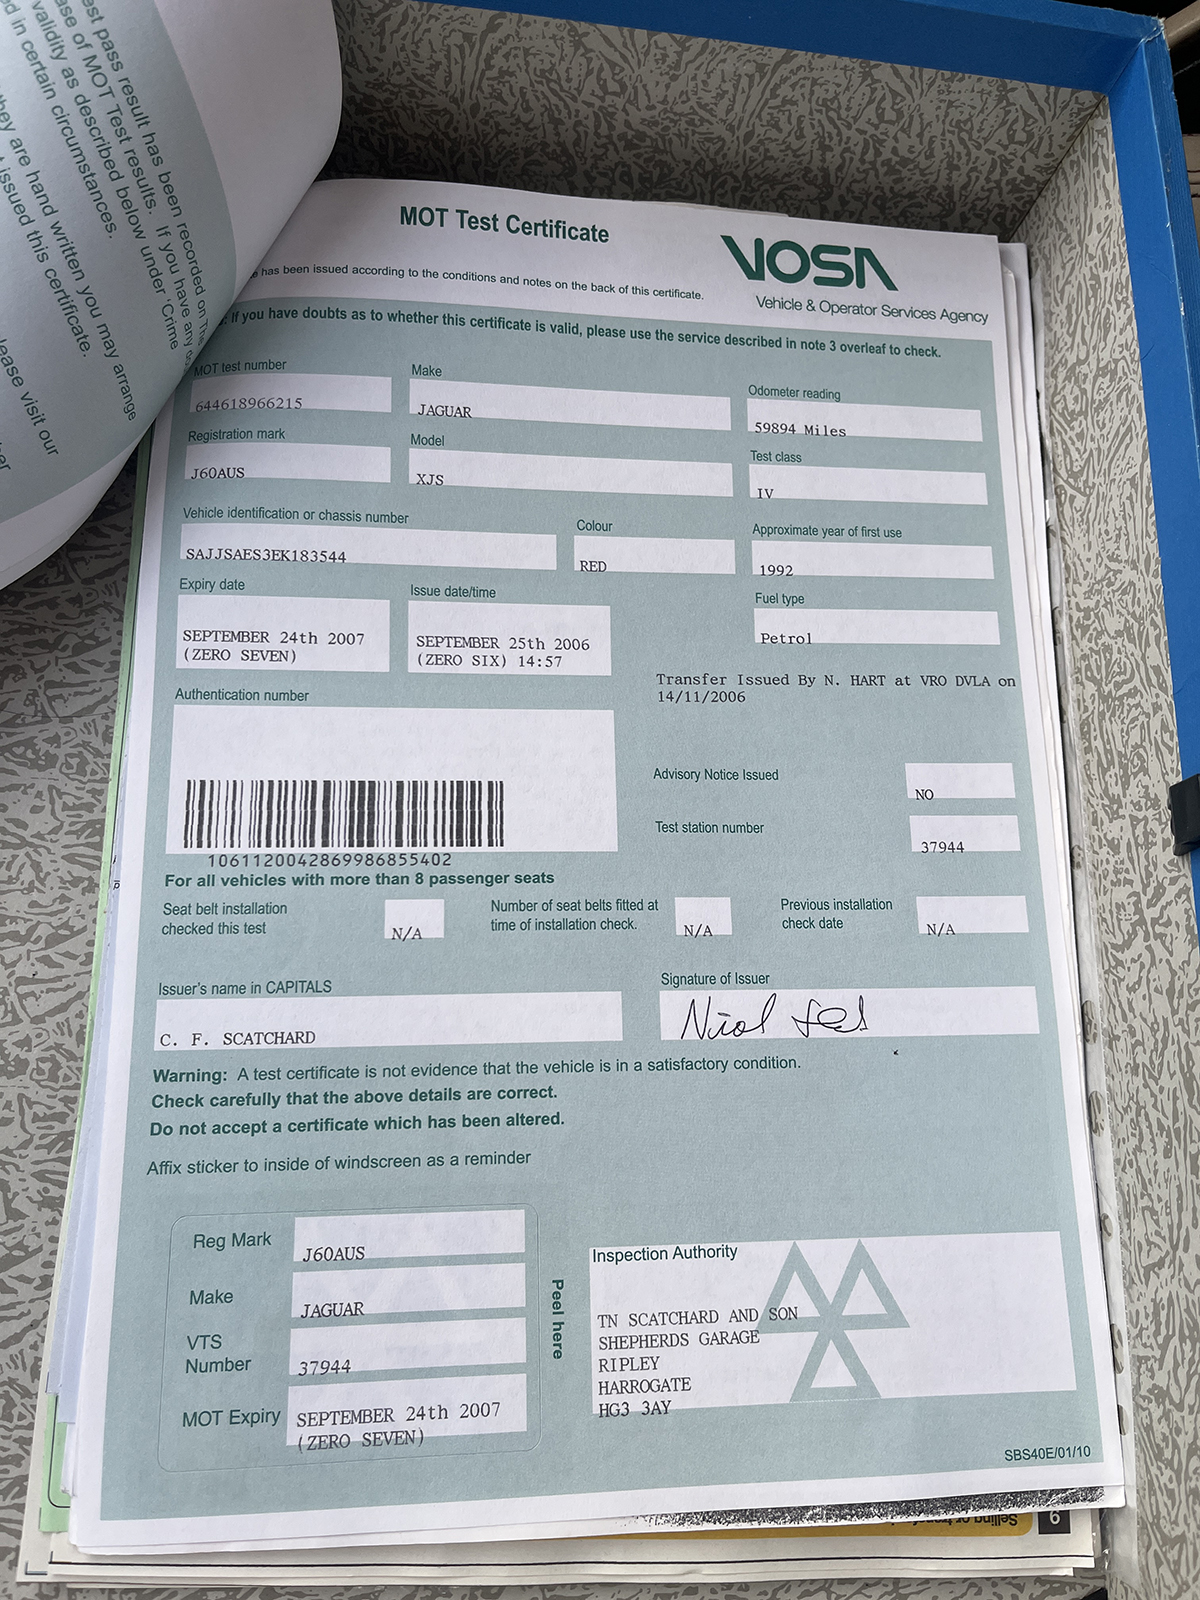 est pass result has been recorded on Th
ase of MOT Test results. If you have any
validity as described below under 'Crime
d in certain circumstances.
they are hand written you may arrange
issued this certificate.
lease visit our
MOT Test Certificate
VOSA
Vehicle & Operator Services Agency
has been issued according to the conditions and notes on the back of this certificate.
If you have doubts as to whether this certificate is valid, please use the service described in note 3 overleaf to check.
MOT test number
Make
Odometer reading
644618966215
JAGUAR
59894 Miles
Registration mark
Model
Test class
J60AUS
XJS
IV
Vehicle identification or chassis number
Colour
Approximate year of first use
SAJJSAES3EK183544
RED
1992
Expiry date
Issue date/time
Fuel type
SEPTEMBER 24th 2007
(ZERO SEVEN)
SEPTEMBER 25th 2006
(ZERO SIX) 14:57
Petrol
Transfer Issued By N. HART at VRO DVLA on
14/11/2006
Authentication number
Advisory Notice Issued
NO
Test station number
37944
1061120042869986855402
For all vehicles with more than 8 passenger seats
Seat belt installation
checked this test
N/A
Number of seat belts fitted at
time of installation check.
N/A
Previous installation
check date
N/A
Issuer's name in CAPITALS
Signature of Issuer
C. F. SCATCHARD
Warning: A test certificate is not evidence that the vehicle is in a satisfactory condition.
Check carefully that the above details are correct.
Do not accept a certificate which has been altered.
Affix sticker to inside of windscreen as a reminder
Reg Mark
J60AUS
Make
JAGUAR
VTS
Number
37944
MOT Expiry
SEPTEMBER 24th 2007
(ZERO SEVEN)
Peel here
Inspection Authority
TN SCATCHARD AND SON
SHEPHERDS GARAGE
RIPLEY
HARROGATE
HG3 3AY
SBS40E/01/10
Selling or
6